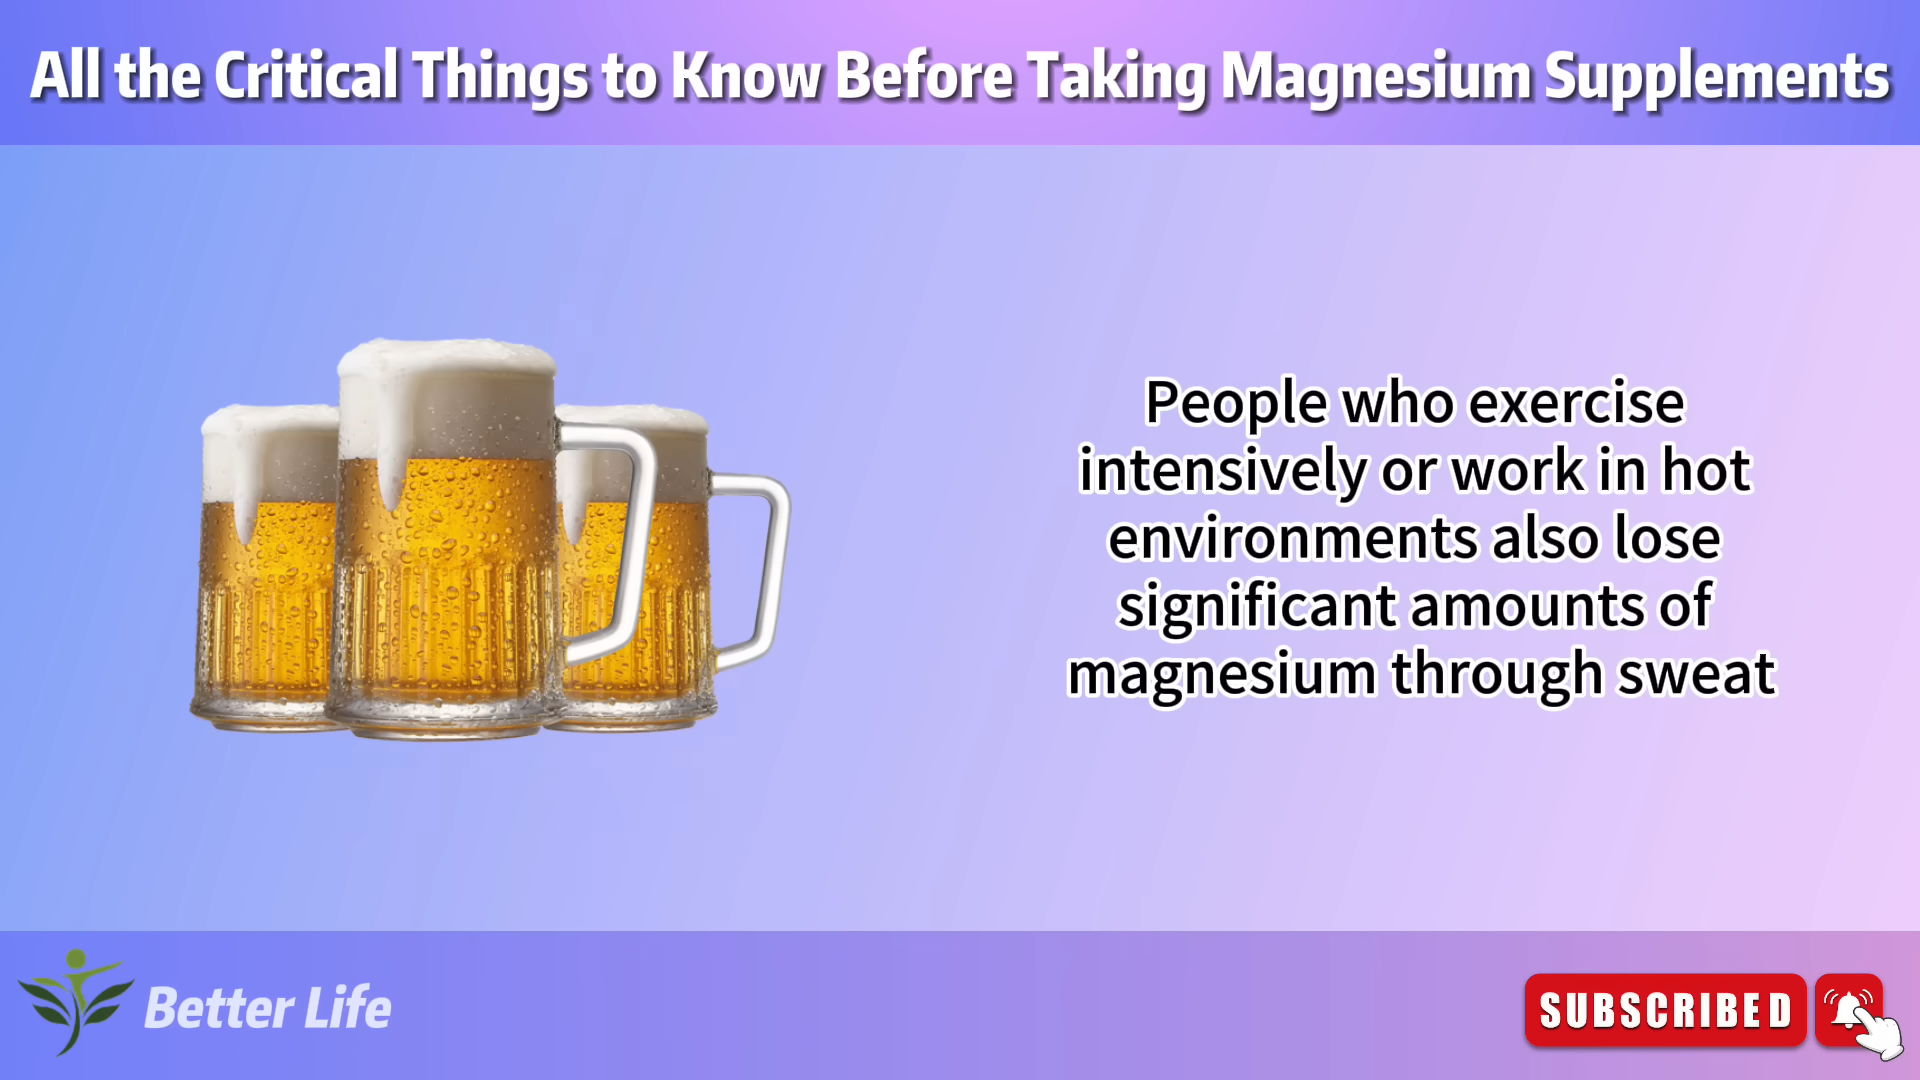 All the Critical Things to Know Before Taking Magnesium Supplements
People who exercise
intensively or work in hot
environments also lose
significant amounts of
magnesium through sweat
Better Life
SUBSCRIBED